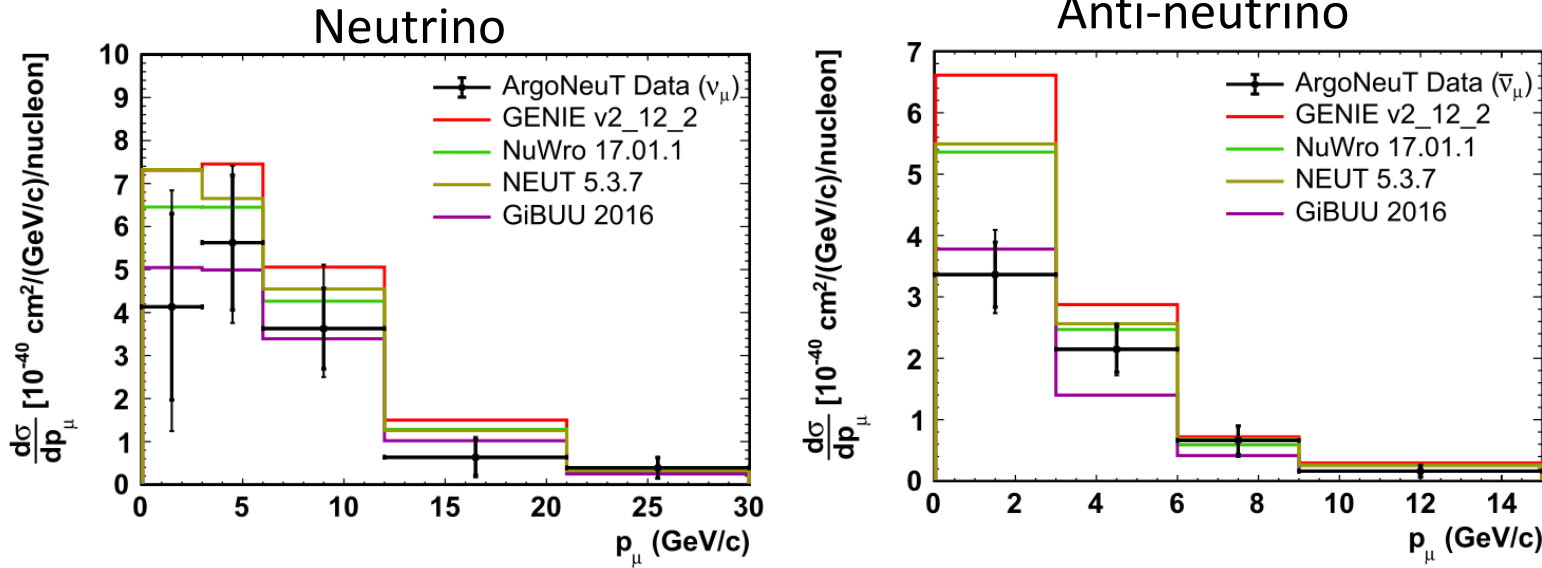 Neutrino
dσ/dpμ [10-40 cm2/(GeV/c)/nucleon]
10
9
8
7
6
5
4
3
2
1
0
ArgoNeuT Data (νμ)
GENIE v2_12_2
NuWro 17.01.1
NEUT 5.3.7
GiBUU 2016
0 5 10 15 20 25 30
pμ (GeV/c)
Anti-neutrino
dσ/dpμ [10-40 cm2/(GeV/c)/nucleon]
7
6
5
4
3
2
1
0
ArgoNeuT Data (ν̅μ)
GENIE v2_12_2
NuWro 17.01.1
NEUT 5.3.7
GiBUU 2016
0 2 4 6 8 10 12 14
pμ (GeV/c)